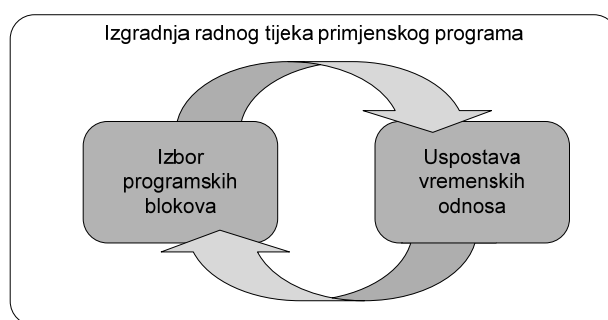 Izgradnja radnog tijeka primjenskog programa
Izbor
programskih
blokova
Uspostava
vremenskih
odnosa